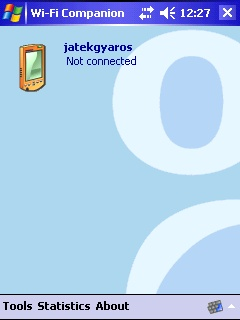 Wi-Fi Companion 12:27
jatekgyaros
Not connected
Tools Statistics About